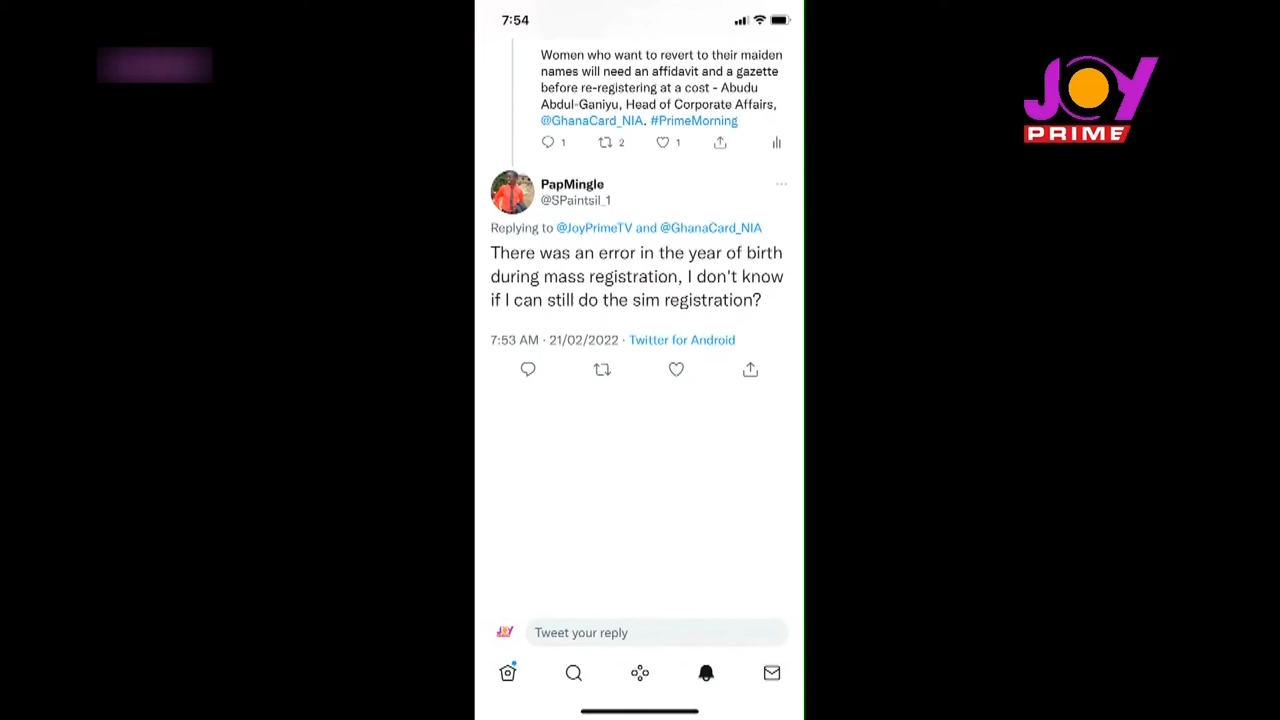 7:54
JOY
PRIME
Women who want to revert to their maiden
names will need an affidavit and a gazette
before re-registering at a cost - Abudu
Abdul-Ganiyu, Head of Corporate Affairs,
@GhanaCard_NIA. #PrimeMorning
1 2 1
PapMingle
@SPaintsil_1
Replying to @JoyPrimeTV and @GhanaCard_NIA
There was an error in the year of birth
during mass registration, I don't know
if I can still do the sim registration?
7:53 AM · 21/02/2022 · Twitter for Android
JOY
Tweet your reply